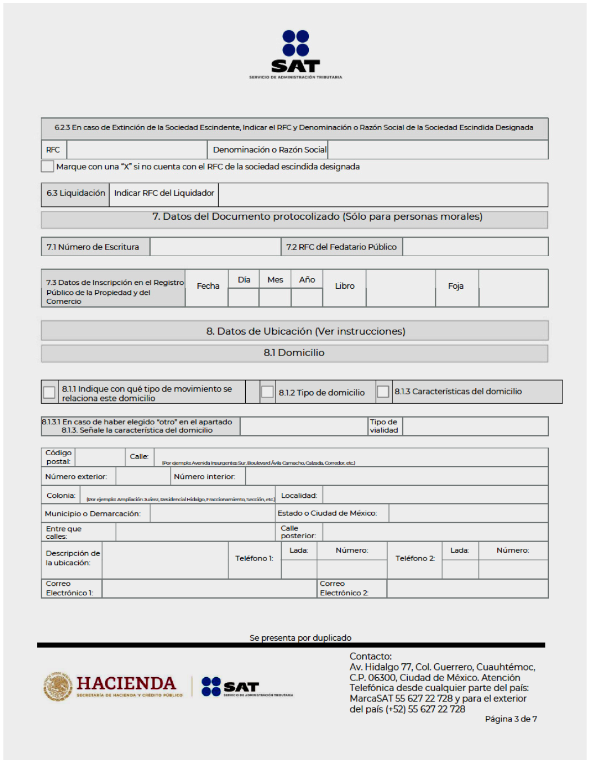 SAT
SERVICIO DE ADMINISTRACIÓN TRIBUTARIA
6.2.3 En caso de Extinción de la Sociedad Escindente, Indicar el RFC y Denominación o Razón Social de la Sociedad Escindida Designada
RFC
Denominación o Razón Social
Marque con una "X" si no cuenta con el RFC de la sociedad escindida designada
6.3 Liquidación
Indicar RFC del Liquidador
7. Datos del Documento protocolizado (Sólo para personas morales)
7.1 Número de Escritura
7.2 RFC del Fedatario Público
7.3 Datos de Inscripción en el Registro
Público de la Propiedad y del
Comercio
Fecha
Día
Mes
Año
Libro
Foja
8. Datos de Ubicación (Ver instrucciones)
8.1 Domicilio
8.1.1 Indique con qué tipo de movimiento se
relaciona este domicilio
8.1.2 Tipo de domicilio
8.1.3 Características del domicilio
8.1.3.1 En caso de haber elegido "otro" en el apartado
8.1.3. Señale la característica del domicilio
Tipo de
vialidad
Código
postal:
Calle:
(Por ejemplo: Avenida Insurgentes Sur, Boulevard Ávila Camacho, Calzada, Corredor, etc.)
Número exterior:
Número interior:
Colonia:
(Por ejemplo: Ampliación Juárez, Residencial Hidalgo, Fraccionamiento, Sección, etc.)
Localidad:
Municipio o Demarcación:
Estado o Ciudad de México:
Entre que
calles:
Calle
posterior:
Descripción de
la ubicación:
Teléfono 1:
Lada:
Número:
Teléfono 2:
Lada:
Número:
Correo
Electrónico 1:
Correo
Electrónico 2:
Se presenta por duplicado
HACIENDA
SECRETARÍA DE HACIENDA Y CRÉDITO PÚBLICO
SAT
SERVICIO DE ADMINISTRACIÓN TRIBUTARIA
Contacto:
Av. Hidalgo 77, Col. Guerrero, Cuauhtémoc,
C.P. 06300, Ciudad de México. Atención
Telefónica desde cualquier parte del país:
MarcaSAT 55 627 22 728 y para el exterior
del país (+52) 55 627 22 728
Página 3 de 7